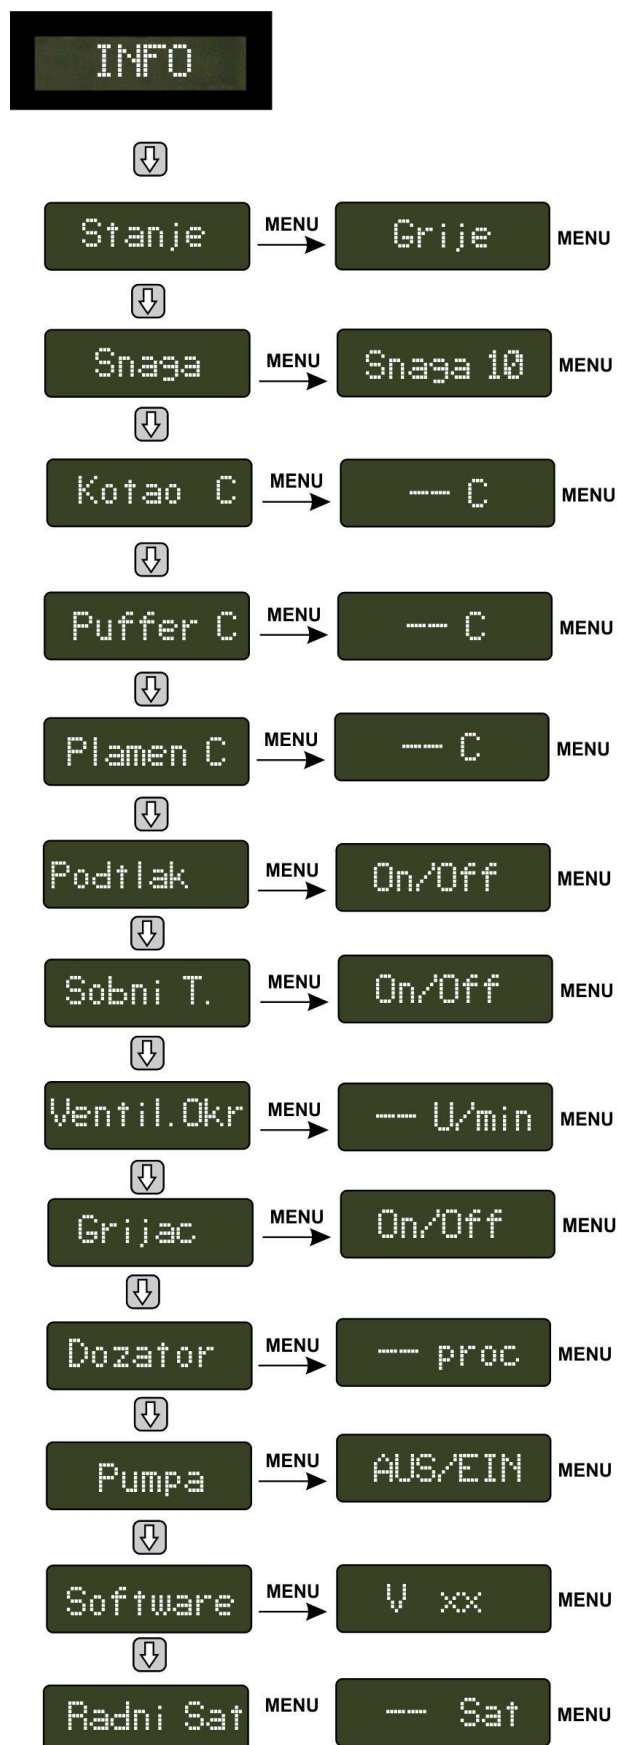 INFO
Stanje MENU Grije MENU
Snaga MENU Snaga 10 MENU
Kotao C MENU -- C MENU
Puffer C MENU -- C MENU
Plamen C MENU -- C MENU
Podtlak MENU On/Off MENU
Sobni T. MENU On/Off MENU
Ventil.Okr MENU -- U/min MENU
Grijac MENU On/Off MENU
Dozator MENU -- proc MENU
Pumpa MENU AUS/EIN MENU
Software MENU V xx MENU
Radni Sat MENU -- Sat MENU